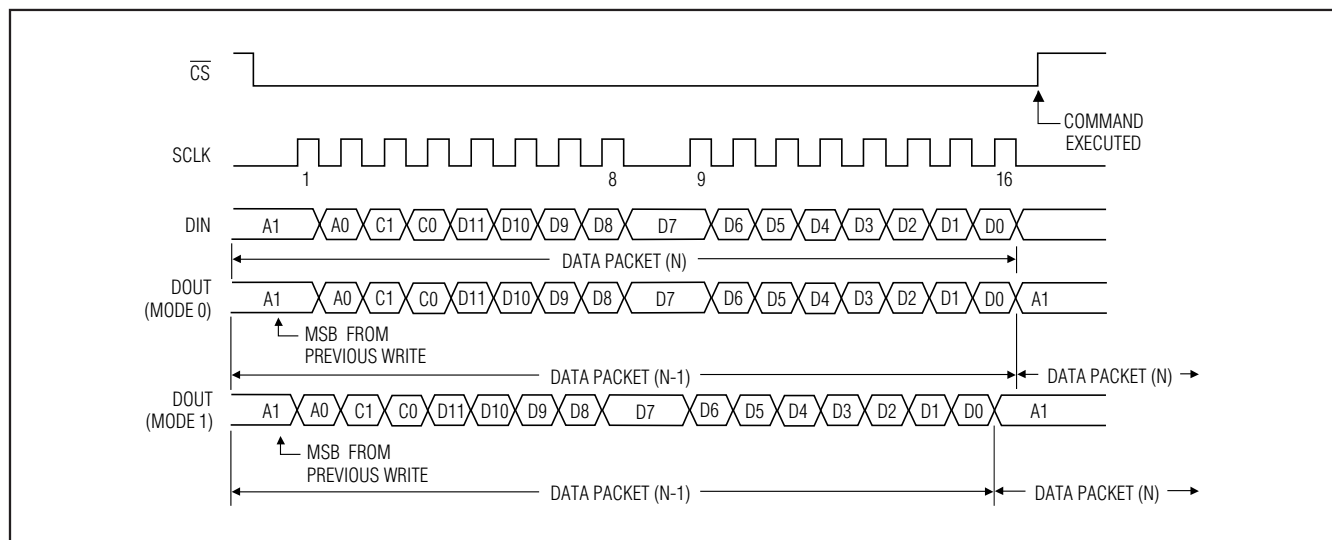 CS
COMMAND
EXECUTED
SCLK
1 8 9 16
DIN A1 A0 C1 C0 D11 D10 D9 D8 D7 D6 D5 D4 D3 D2 D1 D0
DATA PACKET (N)
DOUT
(MODE 0) A1 A0 C1 C0 D11 D10 D9 D8 D7 D6 D5 D4 D3 D2 D1 D0 A1
MSB FROM
PREVIOUS WRITE
DATA PACKET (N-1) DATA PACKET (N)
DOUT
(MODE 1) A1 A0 C1 C0 D11 D10 D9 D8 D7 D6 D5 D4 D3 D2 D1 D0 A1
MSB FROM
PREVIOUS WRITE
DATA PACKET (N-1) DATA PACKET (N)